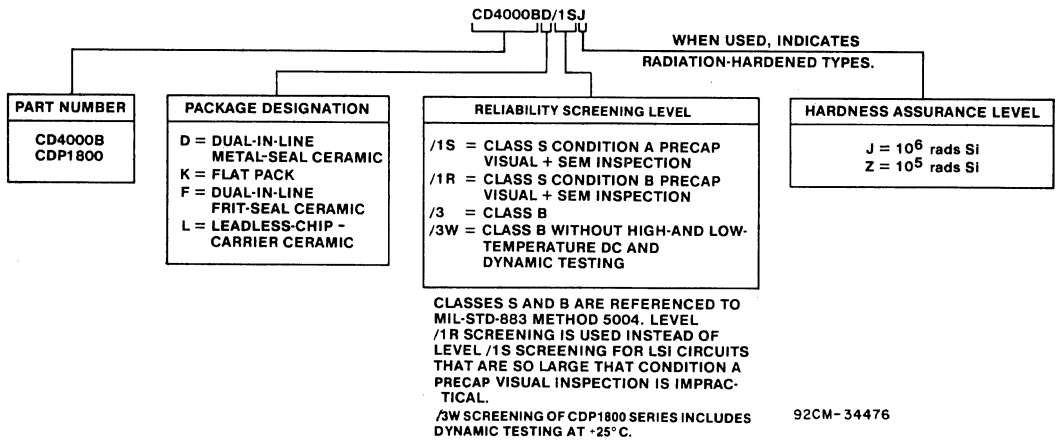 CD4000BD/1SJ
WHEN USED, INDICATES
RADIATION-HARDENED TYPES.
PART NUMBER
CD4000B
CDP1800
PACKAGE DESIGNATION
D = DUAL-IN-LINE
METAL-SEAL CERAMIC
K = FLAT PACK
F = DUAL-IN-LINE
FRIT-SEAL CERAMIC
L = LEADLESS-CHIP-
CARRIER CERAMIC
RELIABILITY SCREENING LEVEL
/1S = CLASS S CONDITION A PRECAP
VISUAL + SEM INSPECTION
/1R = CLASS S CONDITION B PRECAP
VISUAL + SEM INSPECTION
/3 = CLASS B
/3W = CLASS B WITHOUT HIGH-AND LOW-
TEMPERATURE DC AND
DYNAMIC TESTING
HARDNESS ASSURANCE LEVEL
J = 10⁶ rads Si
Z = 10⁵ rads Si
CLASSES S AND B ARE REFERENCED TO
MIL-STD-883 METHOD 5004. LEVEL
/1R SCREENING IS USED INSTEAD OF
LEVEL /1S SCREENING FOR LSI CIRCUITS
THAT ARE SO LARGE THAT CONDITION A
PRECAP VISUAL INSPECTION IS IMPRAC-
TICAL.
/3W SCREENING OF CDP1800 SERIES INCLUDES
DYNAMIC TESTING AT +25°C.
92CM-34476